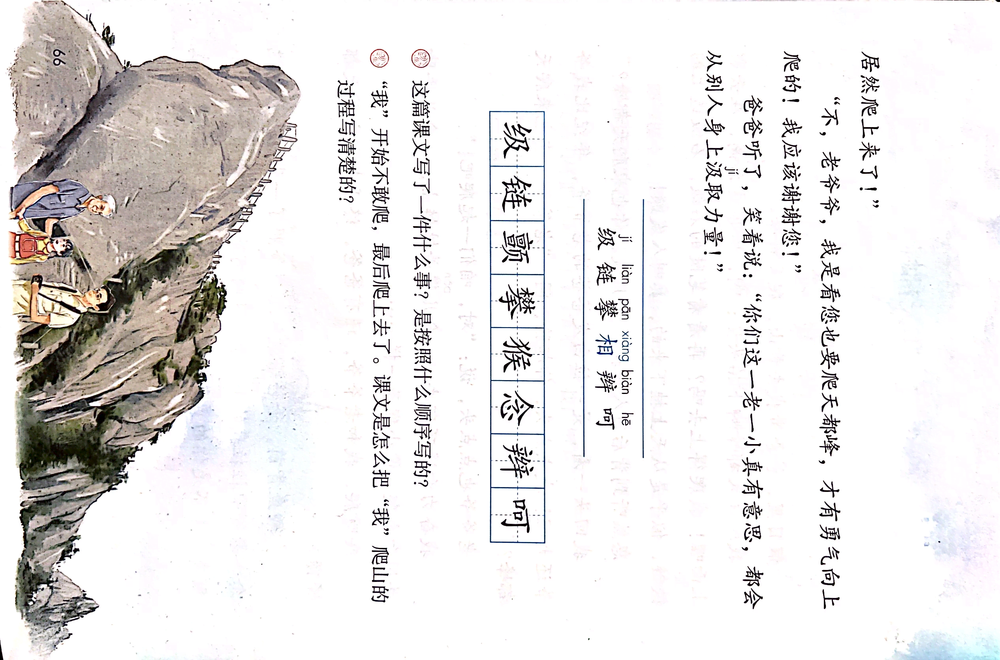 居然爬上来了！”
“不，老爷爷，我是看您也要爬天都峰，才有勇气向上
爬的！我应该谢谢您！”
爸爸听了，笑着说：“你们这一老一小真有意思，都会
jí
从别人身上汲取力量！”
jí liàn pān xiàng biàn hē
级 链 攀 相 辫 呵
级 链 颤 攀 猴 念 辫 呵
这篇课文写了一件什么事？是按照什么顺序写的？
“我”开始不敢爬，最后爬上去了。课文是怎么把“我”爬山的
过程写清楚的？
66